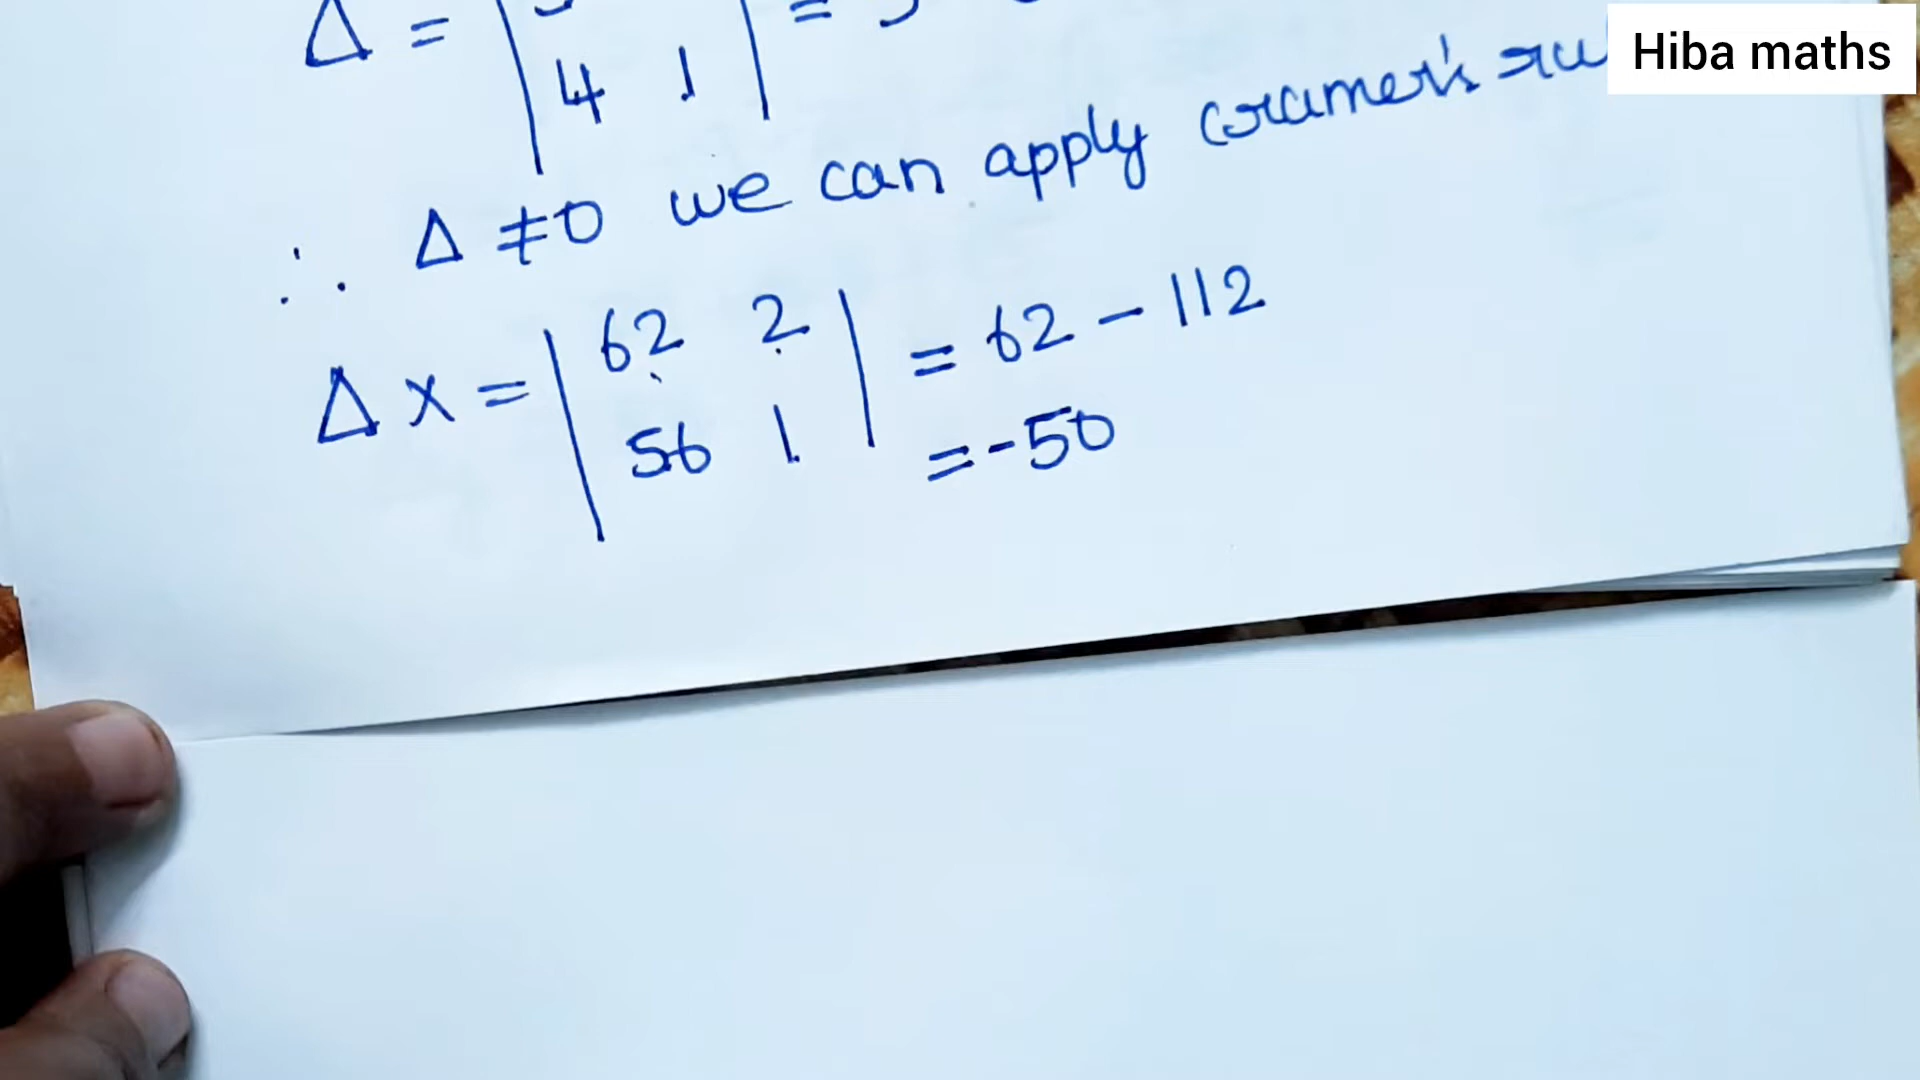 Hiba maths
Δ =
4 1
∴ Δ ≠ 0 we can apply cramer's
Δx = | 62 2 | = 62 - 112
56 1 | = -50